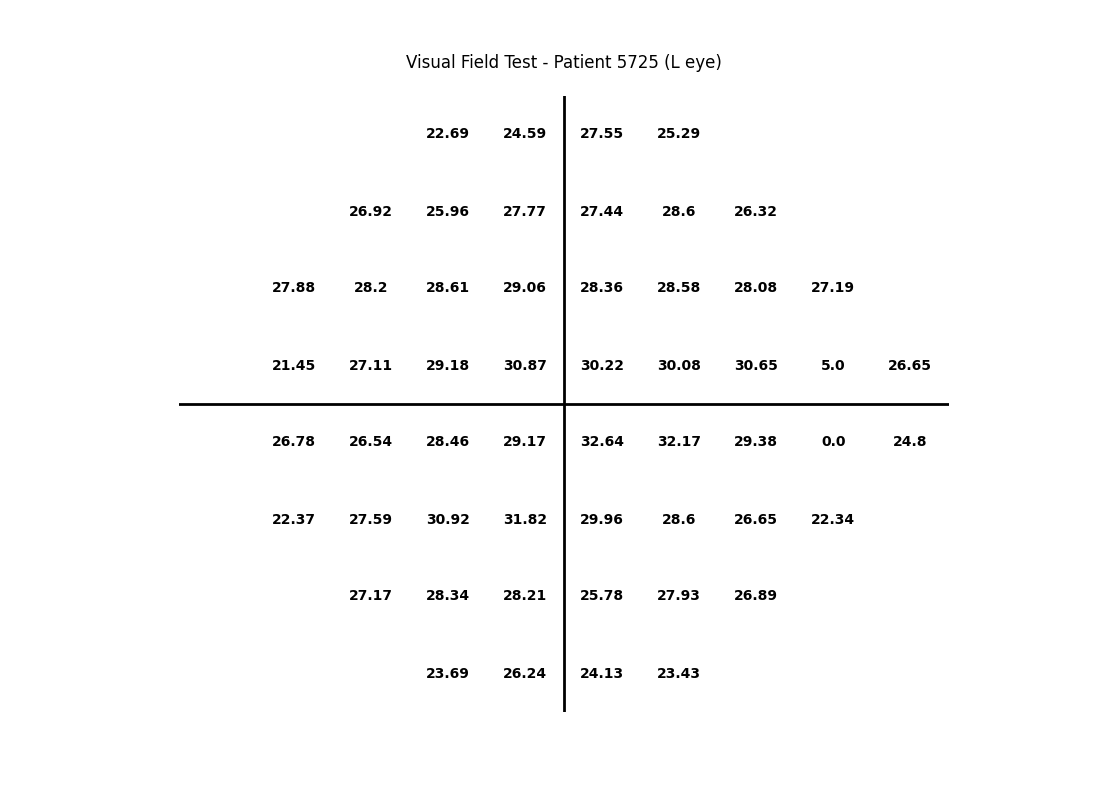 Visual Field Test - Patient 5725 (L eye)
22.69 24.59 27.55 25.29
26.92 25.96 27.77 27.44 28.6 26.32
27.88 28.2 28.61 29.06 28.36 28.58 28.08 27.19
21.45 27.11 29.18 30.87 30.22 30.08 30.65 5.0 26.65
26.78 26.54 28.46 29.17 32.64 32.17 29.38 0.0 24.8
22.37 27.59 30.92 31.82 29.96 28.6 26.65 22.34
27.17 28.34 28.21 25.78 27.93 26.89
23.69 26.24 24.13 23.43